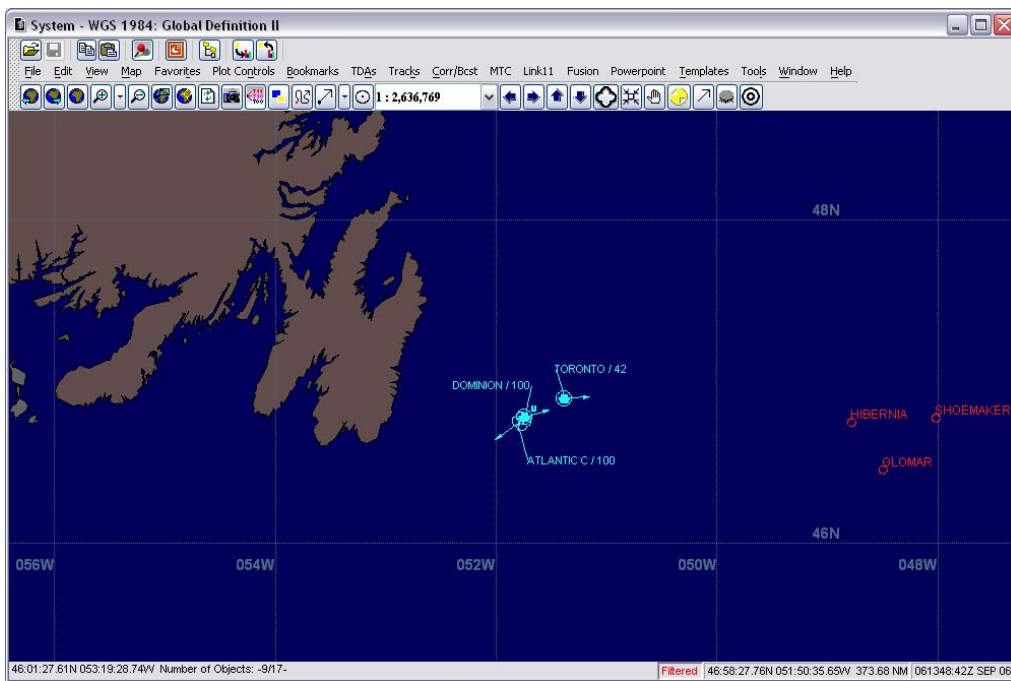 System - WGS 1984: Global Definition II
File Edit View Map Favorites Plot Controls Bookmarks TDAs Tracks Corr/Bcst MTC Link11 Fusion Powerpoint Templates Tools Window Help
1 : 2,636,769
48N
TORONTO / 42
DOMINION / 100
u
HIBERNIA
SHOEMAKER
ATLANTIC C / 100
GLOMAR
46N
056W 054W 052W 050W 048W
46:01:27.61N 053:19:28.74W Number of Objects: -9/17- Filtered 46:58:27.76N 051:50:35.65W 373.68 NM 061348:42Z SEP 06